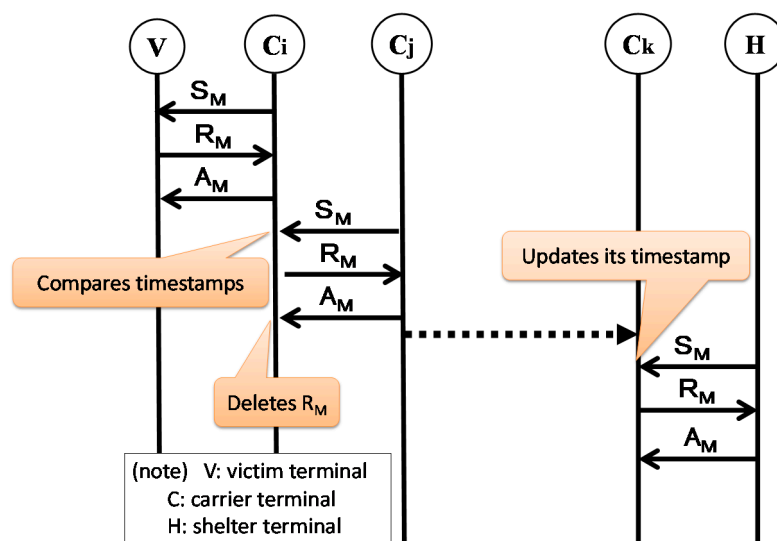 V
Ci
Cj
Ck
H
SM
RM
AM
SM
Compares timestamps
RM
AM
Updates its timestamp
Deletes RM
SM
RM
AM
(note) V: victim terminal
C: carrier terminal
H: shelter terminal